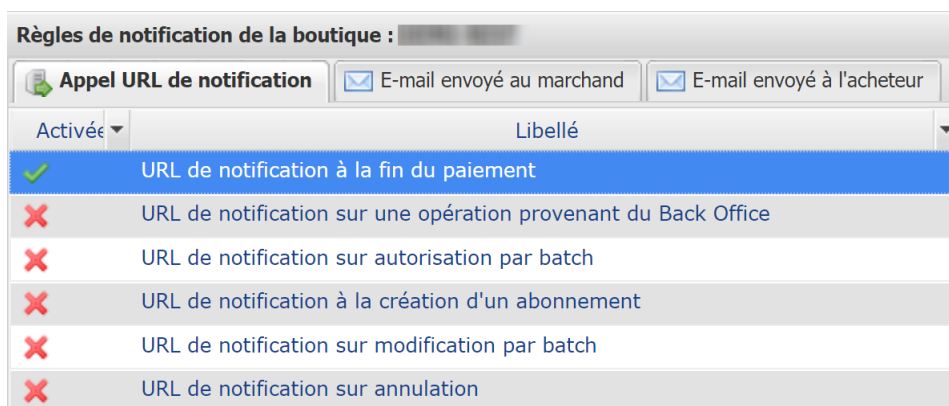 Règles de notification de la boutique :
Appel URL de notification E-mail envoyé au marchand E-mail envoyé à l'acheteur
Activée Libellé
URL de notification à la fin du paiement
URL de notification sur une opération provenant du Back Office
URL de notification sur autorisation par batch
URL de notification à la création d'un abonnement
URL de notification sur modification par batch
URL de notification sur annulation